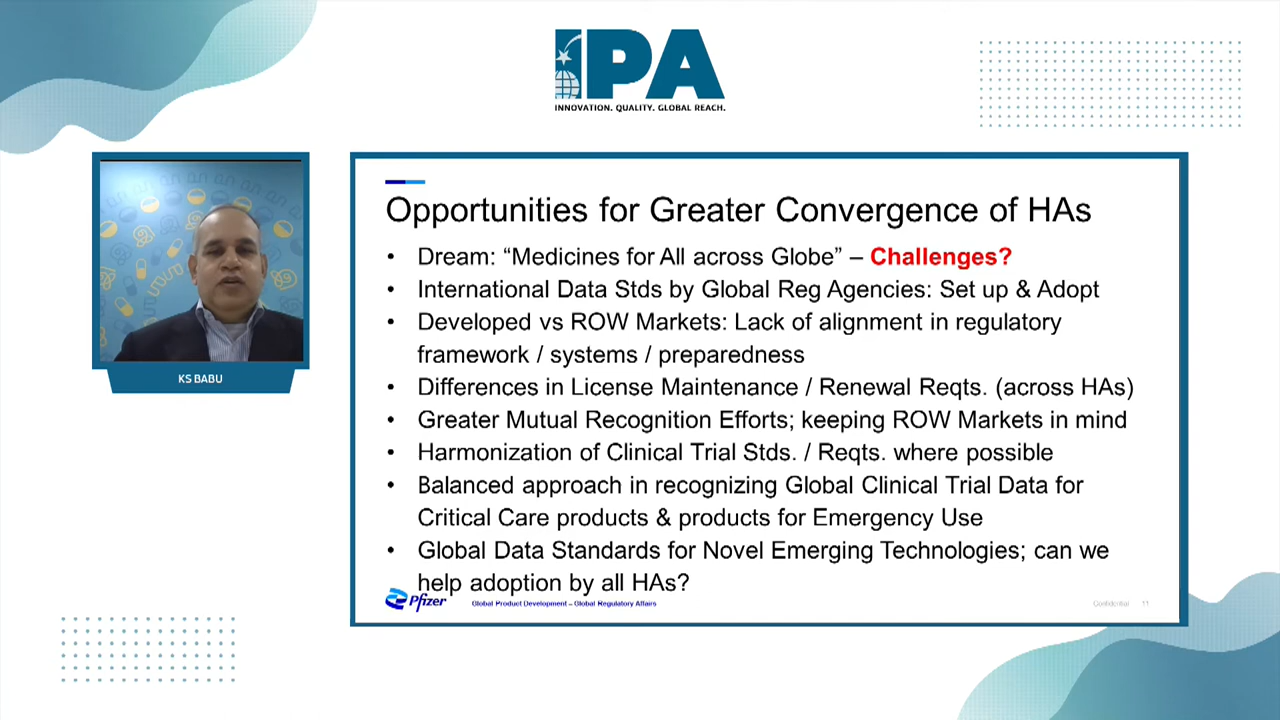 IPA
INNOVATION. QUALITY. GLOBAL REACH.
KS BABU
Opportunities for Greater Convergence of HAs
• Dream: “Medicines for All across Globe” – Challenges?
• International Data Stds by Global Reg Agencies: Set up & Adopt
• Developed vs ROW Markets: Lack of alignment in regulatory
framework / systems / preparedness
• Differences in License Maintenance / Renewal Reqts. (across HAs)
• Greater Mutual Recognition Efforts; keeping ROW Markets in mind
• Harmonization of Clinical Trial Stds. / Reqts. where possible
• Balanced approach in recognizing Global Clinical Trial Data for
Critical Care products & products for Emergency Use
• Global Data Standards for Novel Emerging Technologies; can we
help adoption by all HAs?
Pfizer
Global Product Development – Global Regulatory Affairs
Confidential 11